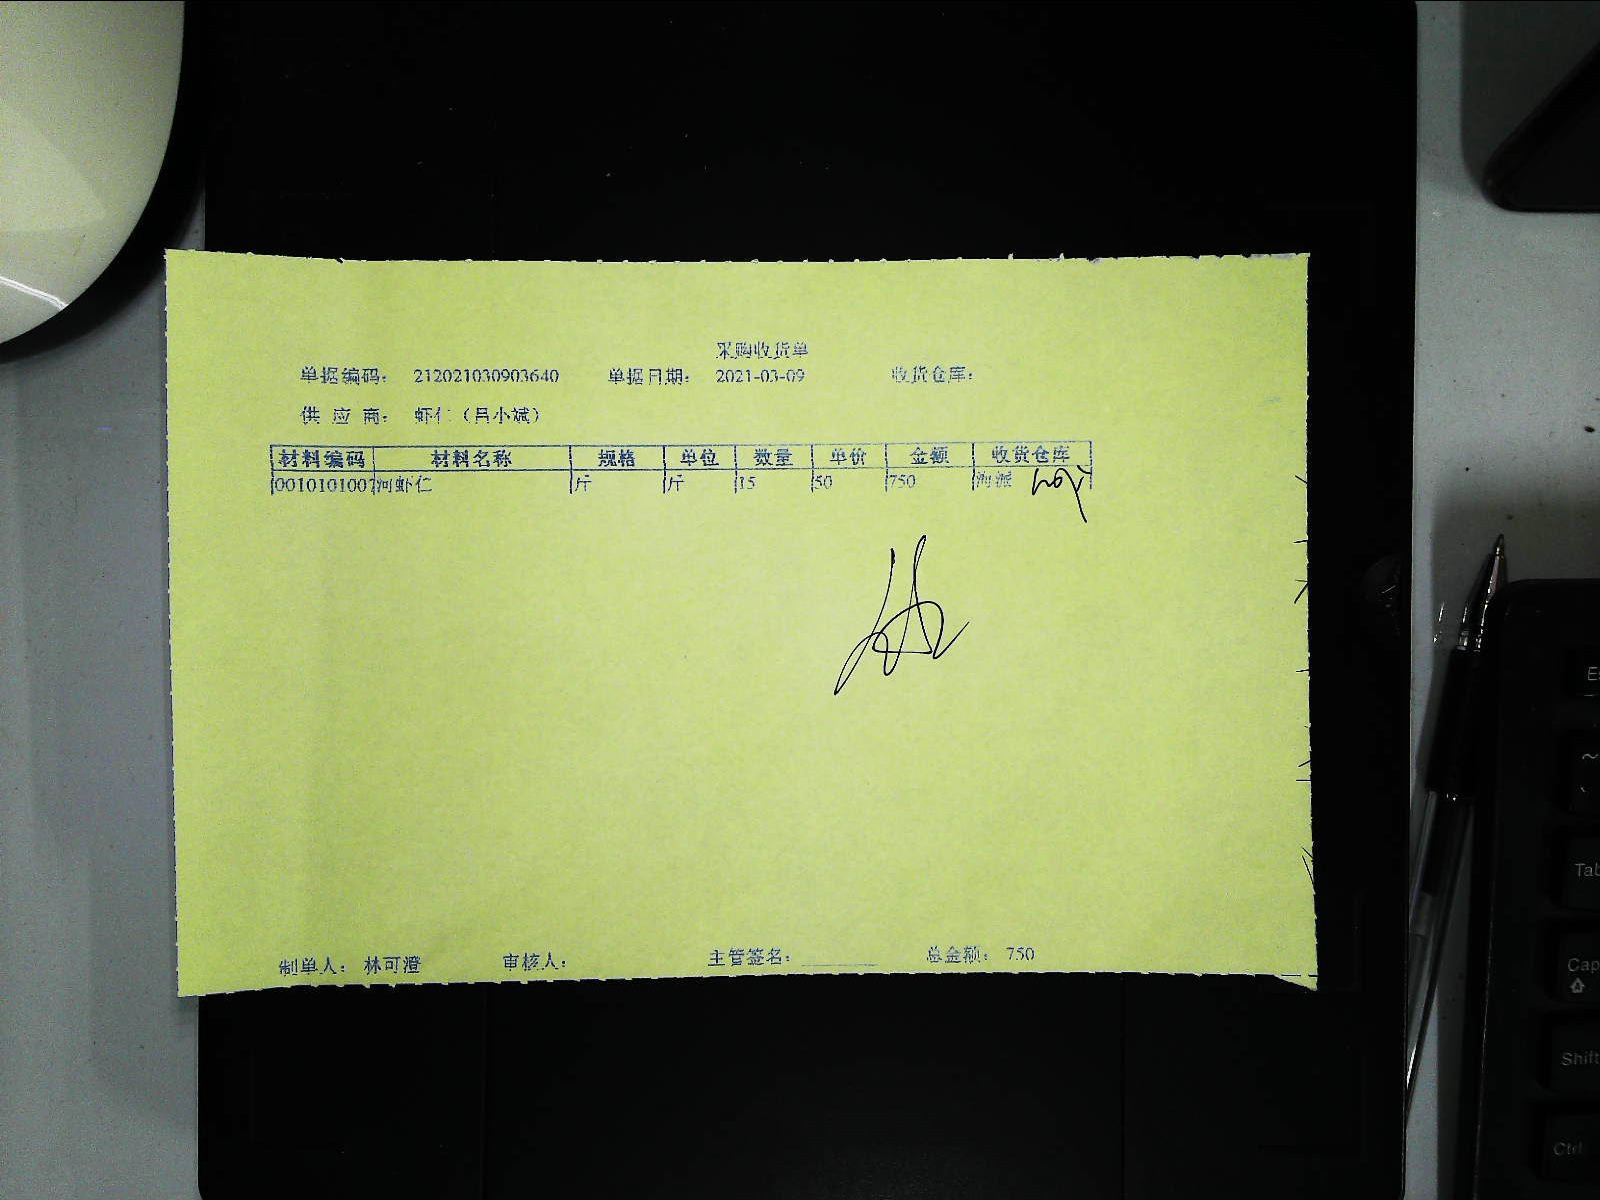 采购收货单
单据编码： 212021030903640 单据日期： 2021-03-09 收货仓库：
供 应 商： 虾仁（吕小斌）
材料编码 材料名称 规格 单位 数量 单价 金额 收货仓库
0010101007 河虾仁 斤 斤 15 50 750 海派
制单人： 林可澄 审核人： 主管签名： 总金额： 750
Tab
Cap
Shift
Ctrl